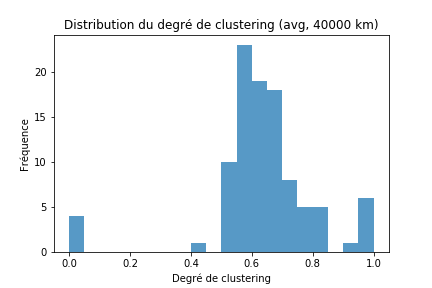 Distribution du degré de clustering (avg, 40000 km)
Fréquence
20
15
10
5
0
0.0 0.2 0.4 0.6 0.8 1.0
Degré de clustering